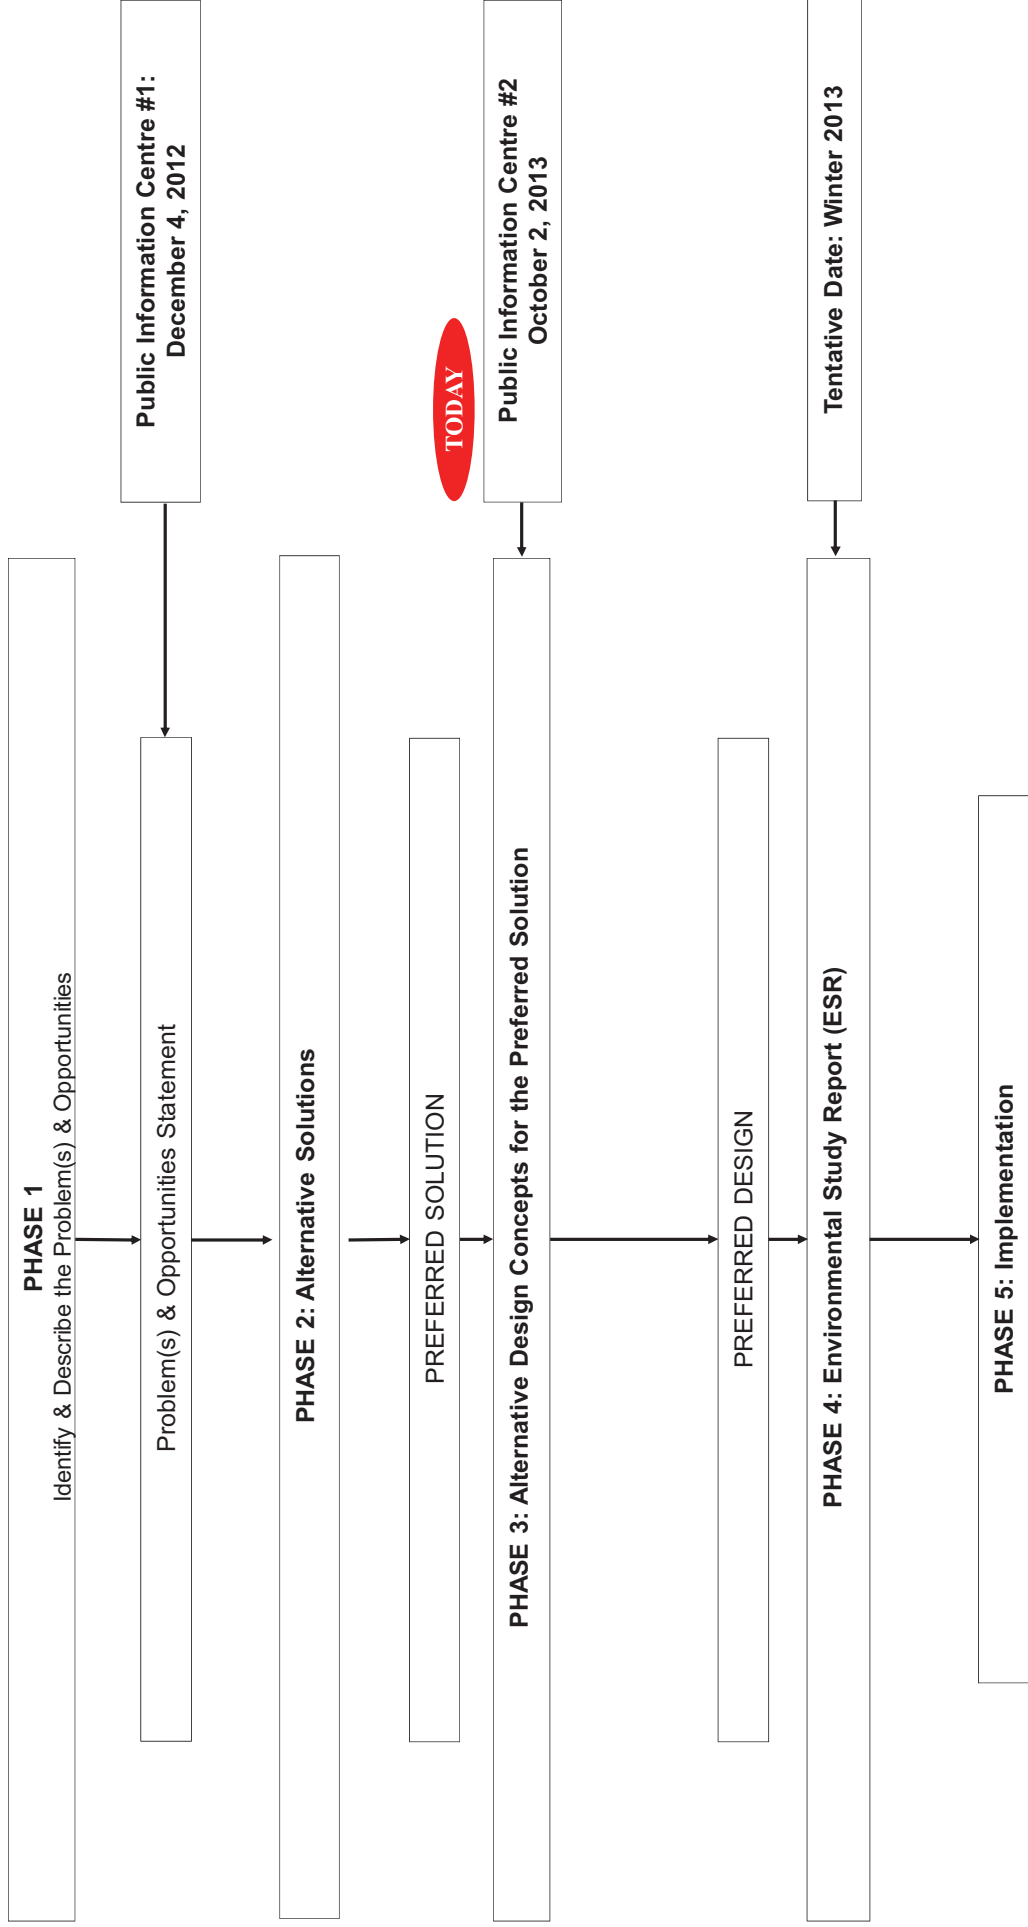 PHASE 1
Identify & Describe the Problem(s) & Opportunities
Public Information Centre #1:
December 4, 2012
Problem(s) & Opportunities Statement
PHASE 2: Alternative Solutions
PREFERRED SOLUTION
TODAY
Public Information Centre #2
October 2, 2013
PHASE 3: Alternative Design Concepts for the Preferred Solution
PREFERRED DESIGN
Tentative Date: Winter 2013
PHASE 4: Environmental Study Report (ESR)
PHASE 5: Implementation